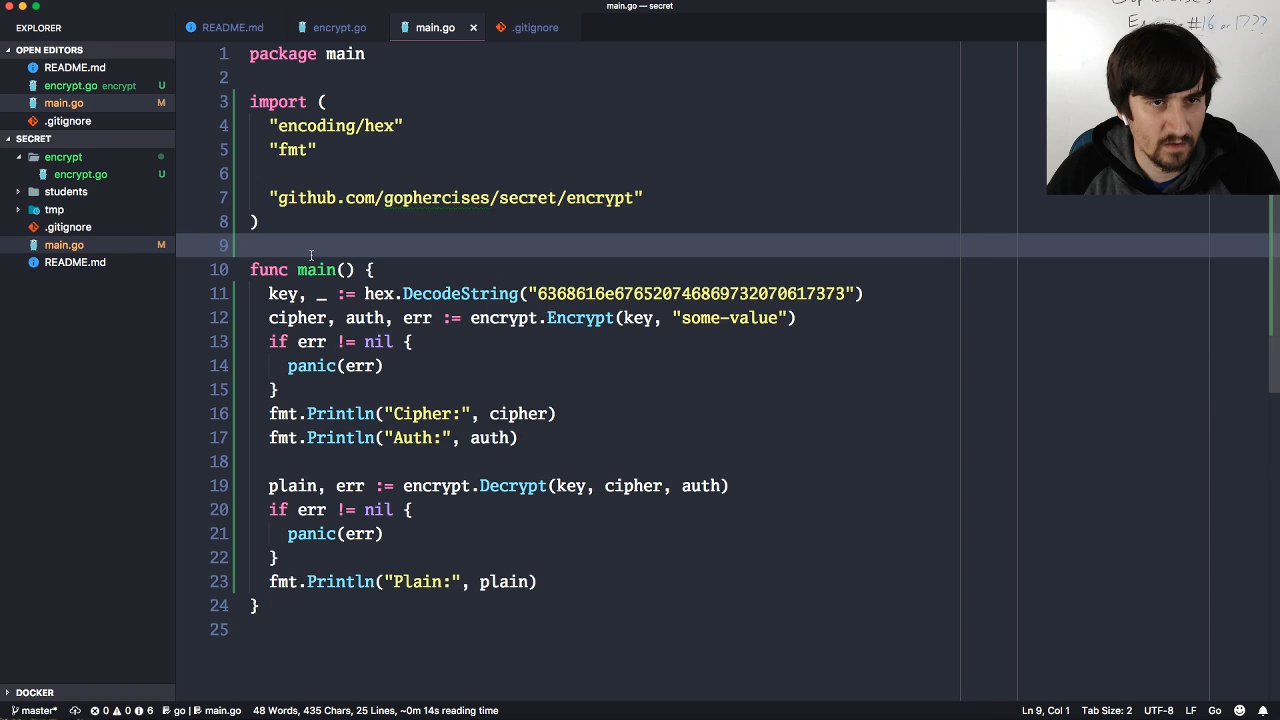 main.go — secret
EXPLORER
OPEN EDITORS
README.md
encrypt.go encrypt U
main.go M
.gitignore
SECRET
encrypt
encrypt.go U
students
tmp
.gitignore
main.go M
README.md
DOCKER
README.md encrypt.go main.go × .gitignore
1 package main
2
3 import (
4 "encoding/hex"
5 "fmt"
6
7 "github.com/gophercises/secret/encrypt"
8 )
9
10 func main() {
11 key, _ := hex.DecodeString("6368616e676520746869732070617373")
12 cipher, auth, err := encrypt.Encrypt(key, "some-value")
13 if err != nil {
14 panic(err)
15 }
16 fmt.Println("Cipher:", cipher)
17 fmt.Println("Auth:", auth)
18
19 plain, err := encrypt.Decrypt(key, cipher, auth)
20 if err != nil {
21 panic(err)
22 }
23 fmt.Println("Plain:", plain)
24 }
25
#16 or 17???
master* 0 0 6 go main.go 48 Words, 435 Chars, 25 Lines, ~0m 14s reading time Ln 9, Col 1 Tab Size: 2 UTF-8 LF Go